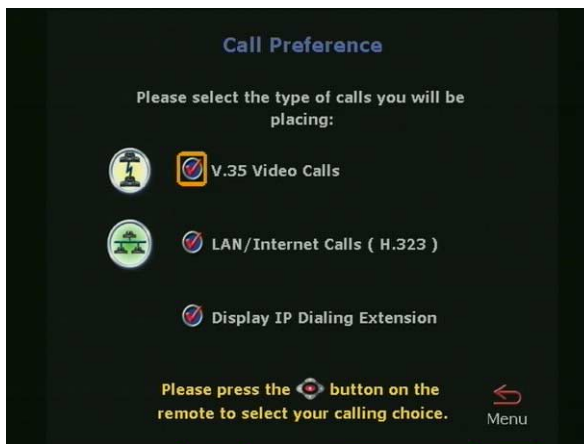 Call Preference
Please select the type of calls you will be
placing:
V.35 Video Calls
LAN/Internet Calls ( H.323 )
Display IP Dialing Extension
Please press the button on the
remote to select your calling choice.
Menu